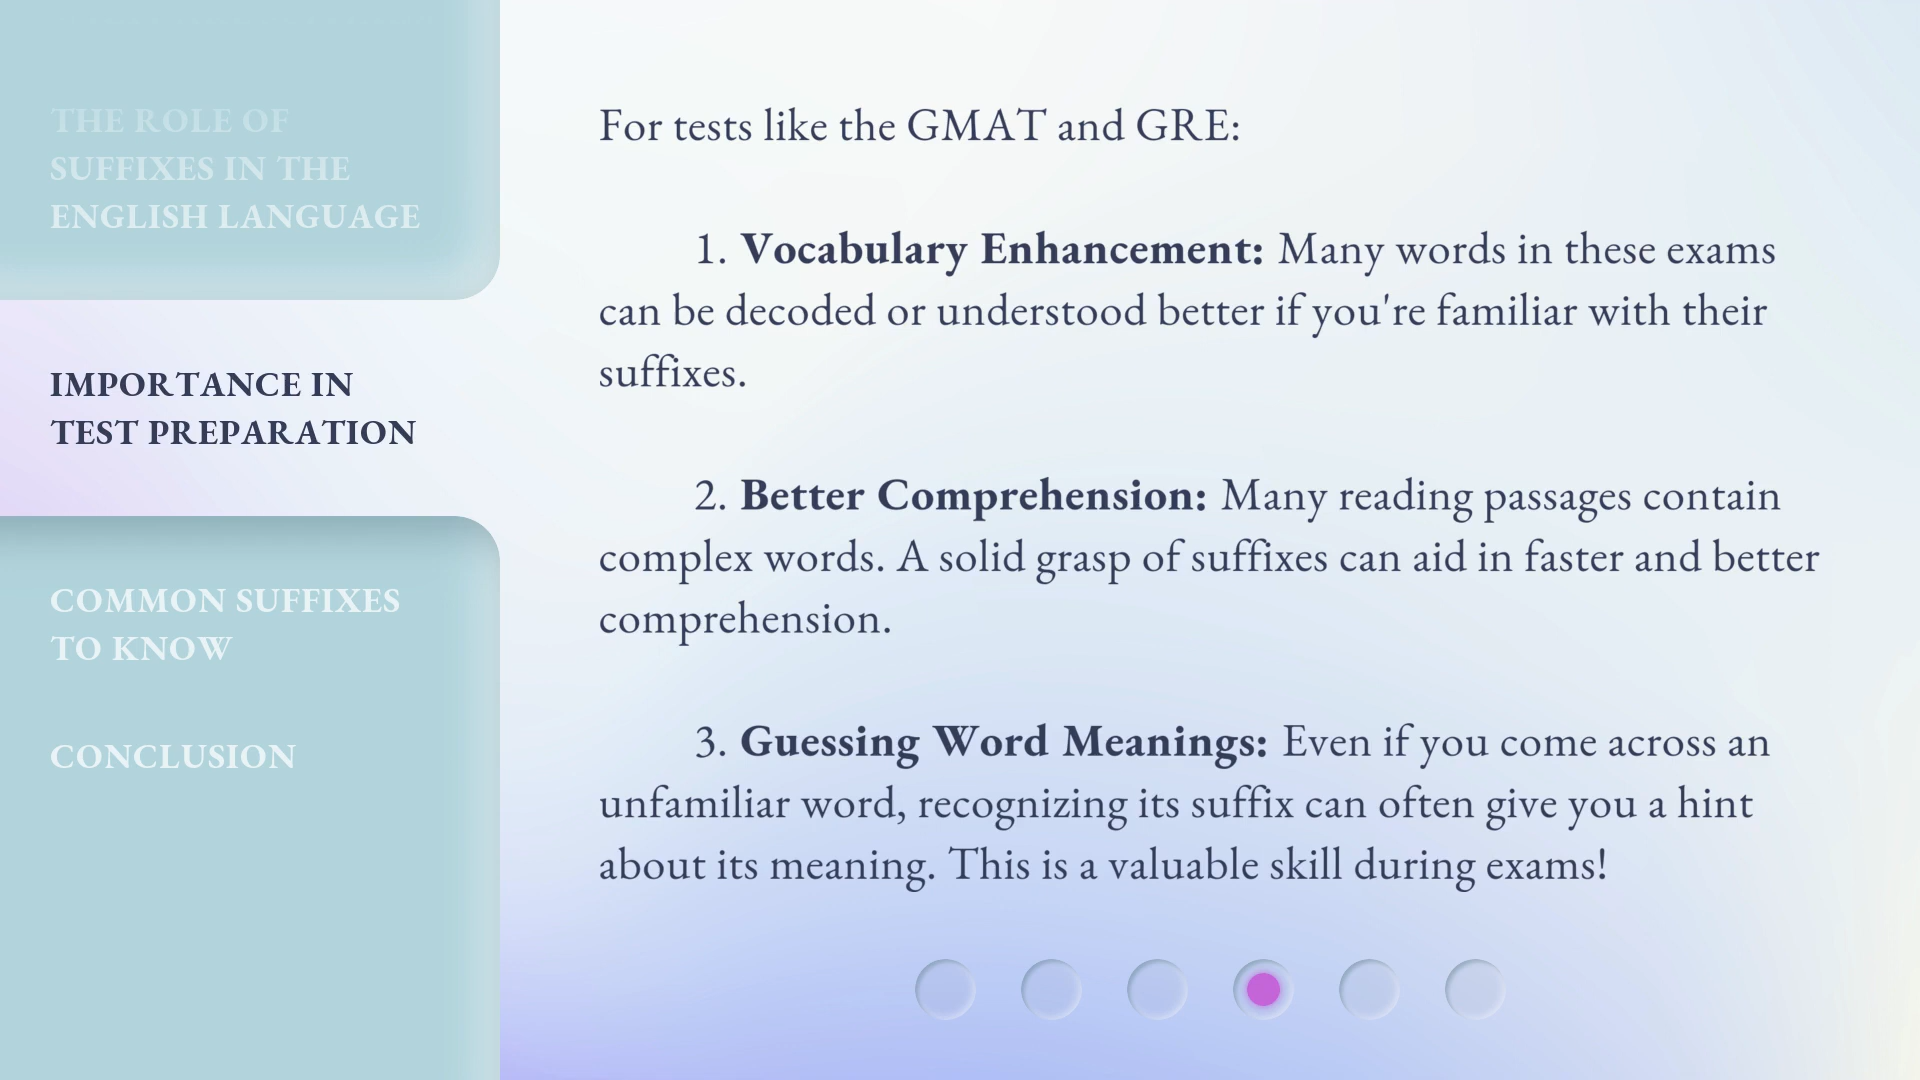 THE ROLE OF
SUFFIXES IN THE
ENGLISH LANGUAGE
IMPORTANCE IN
TEST PREPARATION
COMMON SUFFIXES
TO KNOW
CONCLUSION
For tests like the GMAT and GRE:
1. Vocabulary Enhancement: Many words in these exams
can be decoded or understood better if you're familiar with their
suffixes.
2. Better Comprehension: Many reading passages contain
complex words. A solid grasp of suffixes can aid in faster and better
comprehension.
3. Guessing Word Meanings: Even if you come across an
unfamiliar word, recognizing its suffix can often give you a hint
about its meaning. This is a valuable skill during exams!